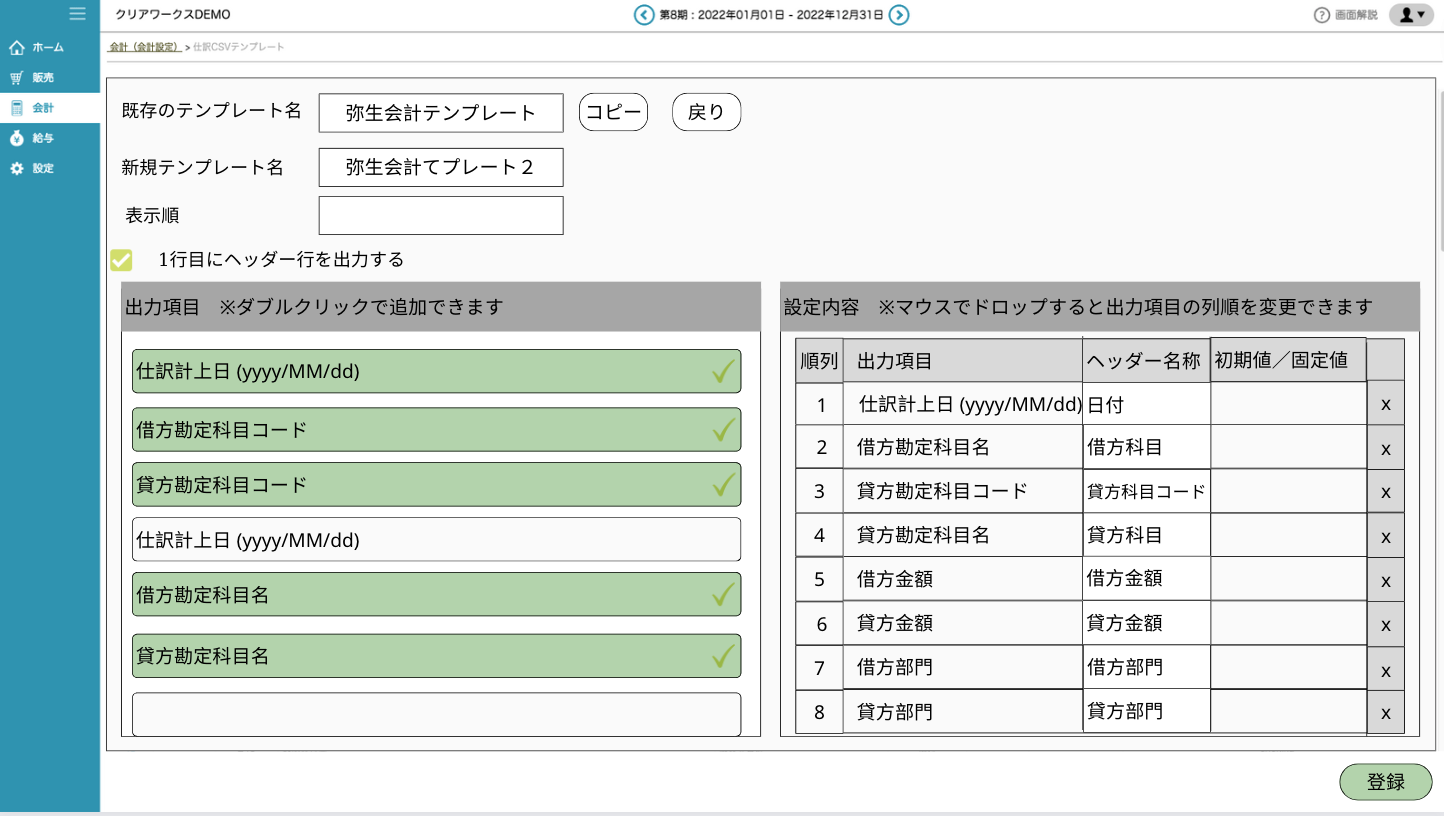 クリアワークスDEMO
第8期：2022年01月01日 - 2022年12月31日
? 画面解説
ホーム
販売
会計
給与
設定
会計（会計設定） > 仕訳CSVテンプレート
既存のテンプレート名 弥生会計テンプレート コピー 戻り
新規テンプレート名 弥生会計てプレート２
表示順
1行目にヘッダー行を出力する
出力項目　※ダブルクリックで追加できます
仕訳計上日 (yyyy/MM/dd)
借方勘定科目コード
貸方勘定科目コード
仕訳計上日 (yyyy/MM/dd)
借方勘定科目名
貸方勘定科目名
設定内容　※マウスでドロップすると出力項目の列順を変更できます
順列 出力項目 ヘッダー名称 初期値／固定値
1 仕訳計上日 (yyyy/MM/dd) 日付 x
2 借方勘定科目名 借方科目 x
3 貸方勘定科目コード 貸方科目コード x
4 貸方勘定科目名 貸方科目 x
5 借方金額 借方金額 x
6 貸方金額 貸方金額 x
7 借方部門 借方部門 x
8 貸方部門 貸方部門 x
登録